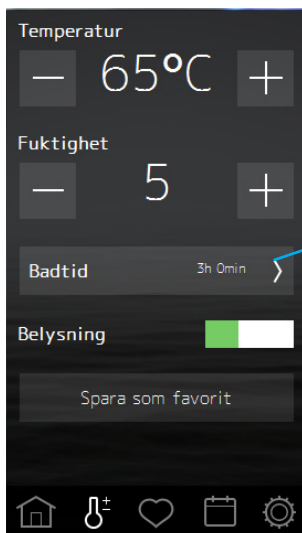 Temperatur
65°C
Fuktighet
5
Badtid 3h 0min
Belysning
Spara som favorit